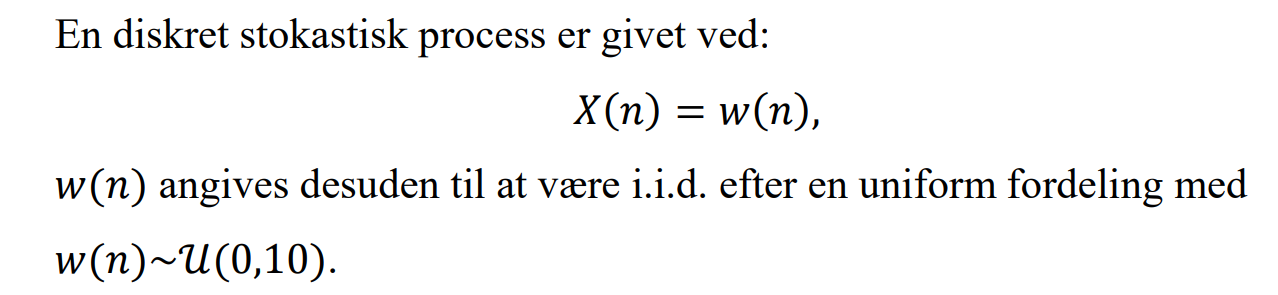 En diskret stokastisk process er givet ved:
𝑋(𝑛) = 𝑤(𝑛),
𝑤(𝑛) angives desuden til at være i.i.d. efter en uniform fordeling med
𝑤(𝑛)~𝒰(0,10).